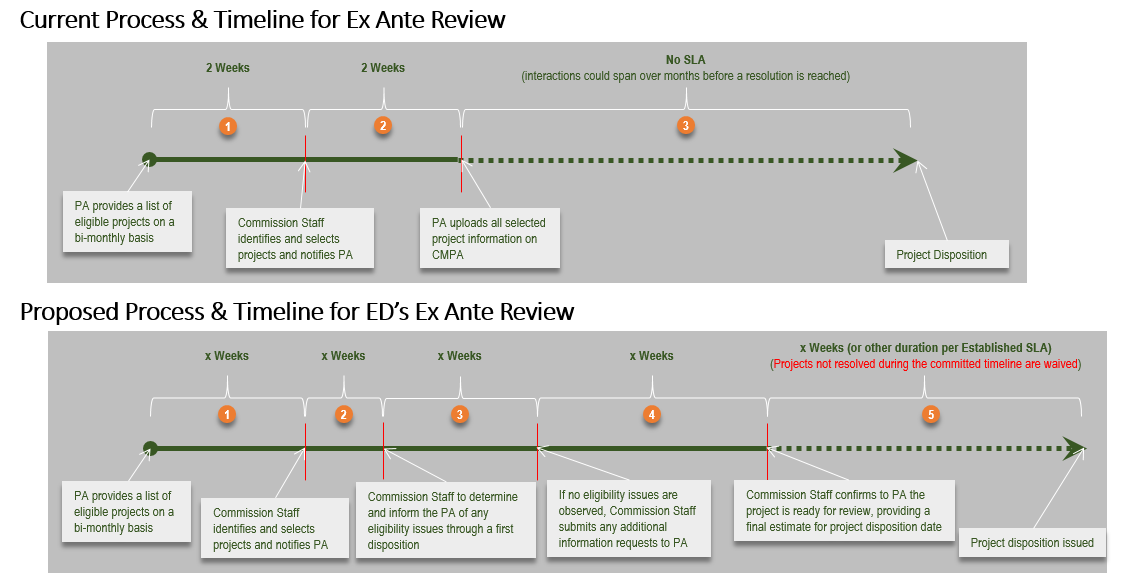 Current Process & Timeline for Ex Ante Review
2 Weeks
2 Weeks
No SLA
(interactions could span over months before a resolution is reached)
1
2
3
PA provides a list of
eligible projects on a
bi-monthly basis
Commission Staff
identifies and selects
projects and notifies PA
PA uploads all selected
project information on
CMPA
Project Disposition
Proposed Process & Timeline for ED's Ex Ante Review
x Weeks
x Weeks
x Weeks
x Weeks
x Weeks (or other duration per Established SLA)
(Projects not resolved during the committed timeline are waived)
1
2
3
4
5
PA provides a list of
eligible projects on a
bi-monthly basis
Commission Staff
identifies and selects
projects and notifies PA
Commission Staff to determine
and inform the PA of any
eligibility issues through a first
disposition
If no eligibility issues are
observed, Commission Staff
submits any additional
information requests to PA
Commission Staff confirms to PA the
project is ready for review, providing a
final estimate for project disposition date
Project disposition issued